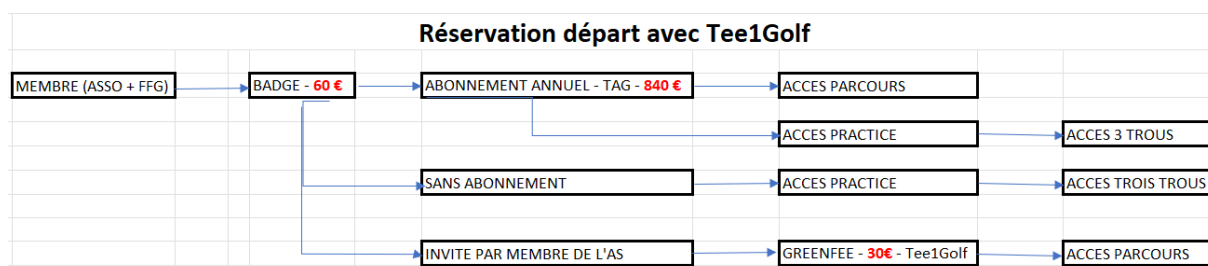 Réservation départ avec Tee1Golf
MEMBRE (ASSO + FFG)
BADGE - 60 €
ABONNEMENT ANNUEL - TAG - 840 €
ACCES PARCOURS
ACCES PRACTICE
ACCES 3 TROUS
SANS ABONNEMENT
ACCES PRACTICE
ACCES TROIS TROUS
INVITE PAR MEMBRE DE L'AS
GREENFEE - 30€ - Tee1Golf
ACCES PARCOURS